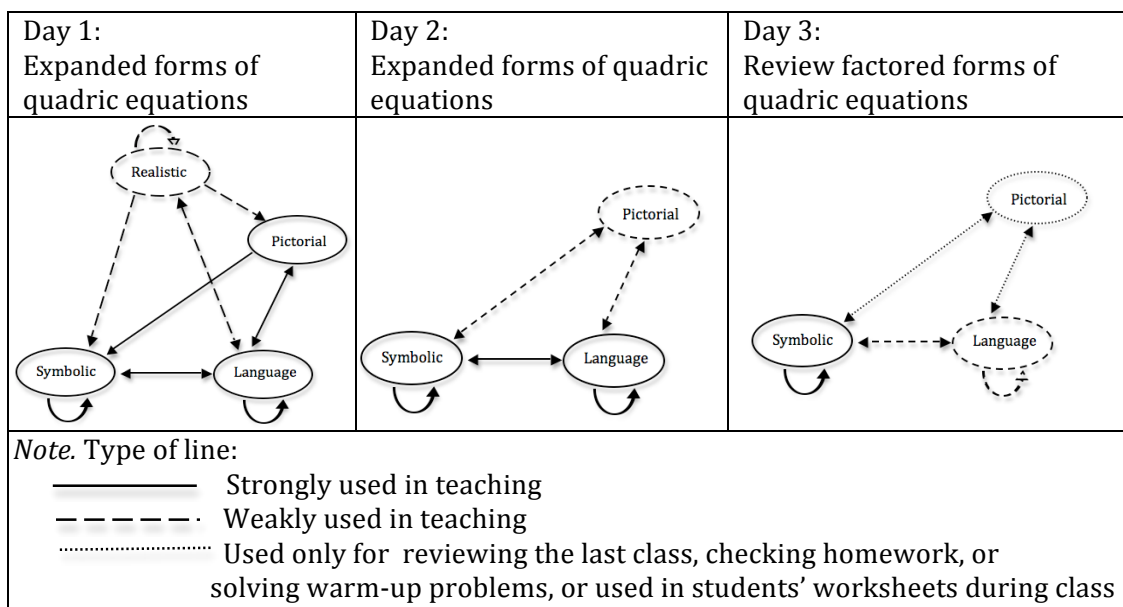 Day 1:
Expanded forms of
quadric equations
Day 2:
Expanded forms of quadric
equations
Day 3:
Review factored forms of
quadric equations
Realistic
Pictorial
Symbolic
Language
Pictorial
Symbolic
Language
Pictorial
Symbolic
Language
Note. Type of line:
Strongly used in teaching
Weakly used in teaching
Used only for reviewing the last class, checking homework, or
solving warm-up problems, or used in students’ worksheets during class